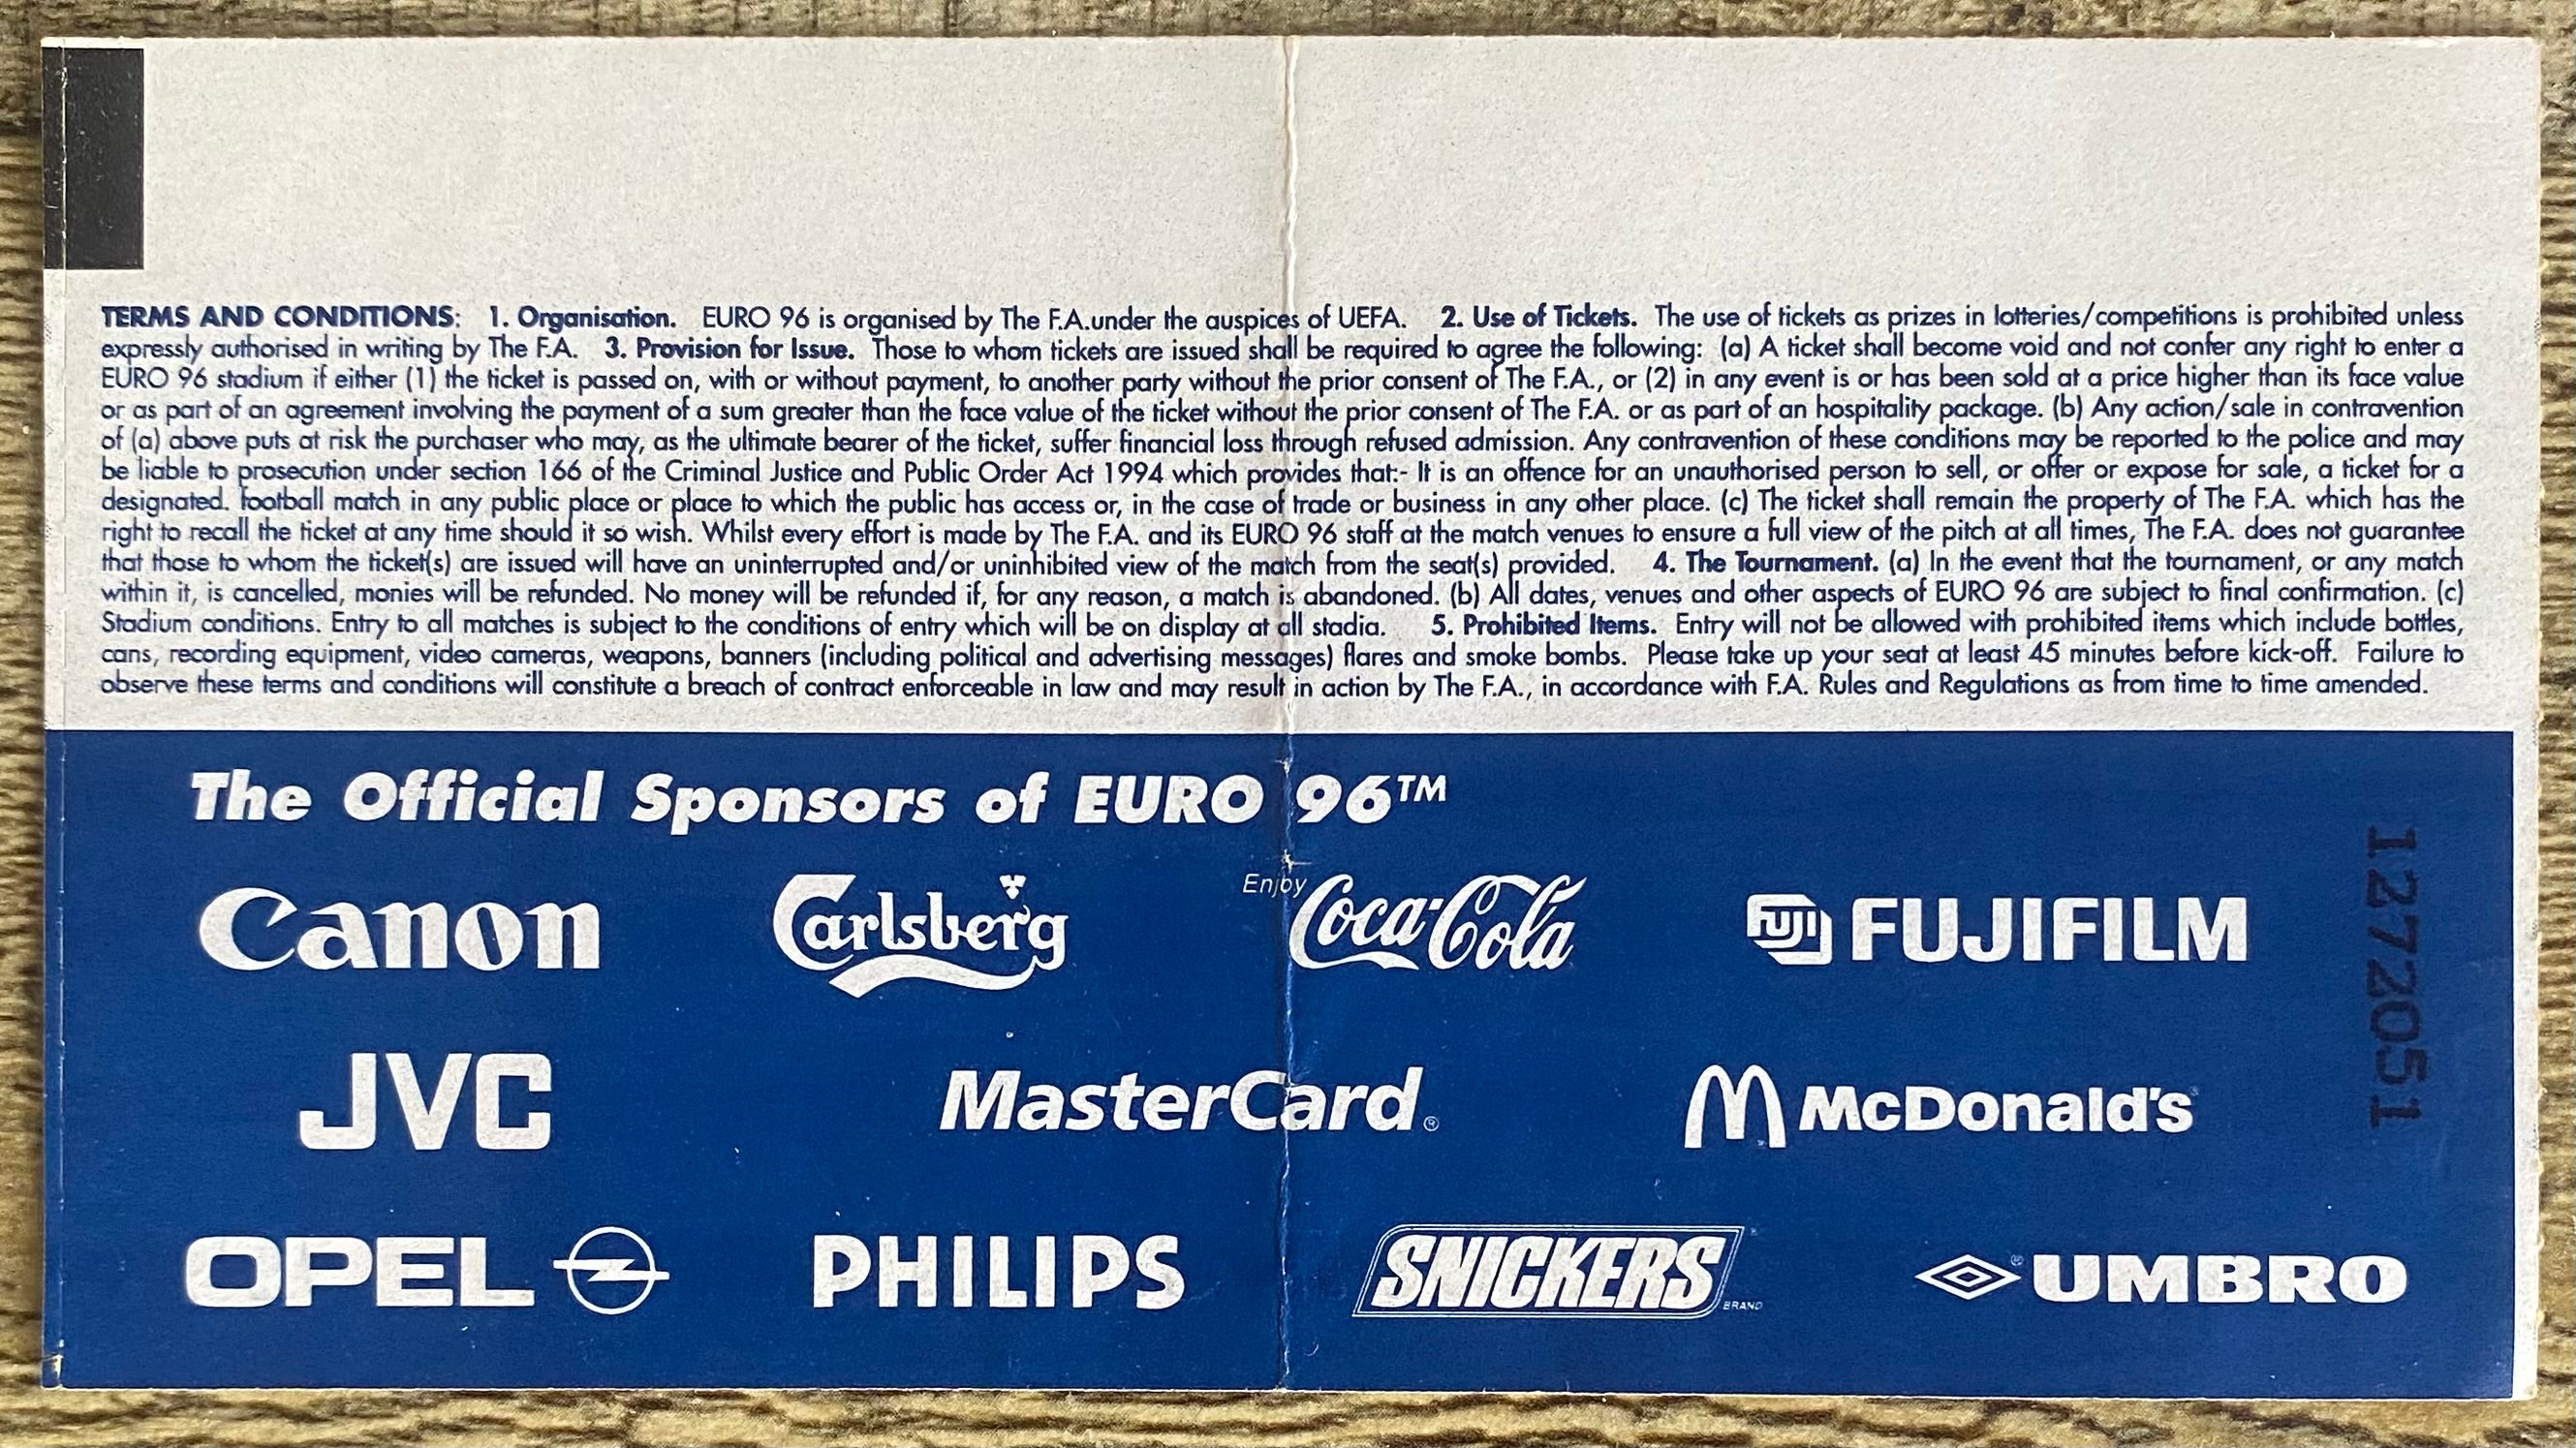 TERMS AND CONDITIONS: 1. Organisation. EURO 96 is organised by The F.A.under the auspices of UEFA. 2. Use of Tickets. The use of tickets as prizes in lotteries/competitions is prohibited unless
expressly authorised in writing by The F.A. 3. Provision for Issue. Those to whom tickets are issued shall be required to agree the following: (a) A ticket shall become void and not confer any right to enter a
EURO 96 stadium if either (1) the ticket is passed on, with or without payment, to another party without the prior consent of The F.A., or (2) in any event is or has been sold at a price higher than its face value
or as part of an agreement involving the payment of a sum greater than the face value of the ticket without the prior consent of The F.A. or as part of an hospitality package. (b) Any action/sale in contravention
of (a) above puts at risk the purchaser who may, as the ultimate bearer of the ticket, suffer financial loss through refused admission. Any contravention of these conditions may be reported to the police and may
be liable to prosecution under section 166 of the Criminal Justice and Public Order Act 1994 which provides that:- It is an offence for an unauthorised person to sell, or offer or expose for sale, a ticket for a
designated. football match in any public place or place to which the public has access or, in the case of trade or business in any other place. (c) The ticket shall remain the property of The F.A. which has the
right to recall the ticket at any time should it so wish. Whilst every effort is made by The F.A. and its EURO 96 staff at the match venues to ensure a full view of the pitch at all times, The F.A. does not guarantee
that those to whom the ticket(s) are issued will have an uninterrupted and/or uninhibited view of the match from the seat(s) provided. 4. The Tournament. (a) In the event that the tournament, or any match
within it, is cancelled, monies will be refunded. No money will be refunded if, for any reason, a match is abandoned. (b) All dates, venues and other aspects of EURO 96 are subject to final confirmation. (c)
Stadium conditions. Entry to all matches is subject to the conditions of entry which will be on display at all stadia. 5. Prohibited Items. Entry will not be allowed with prohibited items which include bottles,
cans, recording equipment, video cameras, weapons, banners (including political and advertising messages) flares and smoke bombs. Please take up your seat at least 45 minutes before kick-off. Failure to
observe these terms and conditions will constitute a breach of contract enforceable in law and may result in action by The F.A., in accordance with F.A. Rules and Regulations as from time to time amended.
The Official Sponsors of EURO 96™
Canon Carlsberg Enjoy Coca-Cola FUJI FUJIFILM
JVC MasterCard® McDonald's
OPEL PHILIPS SNICKERS® BRAND ®UMBRO
1272051